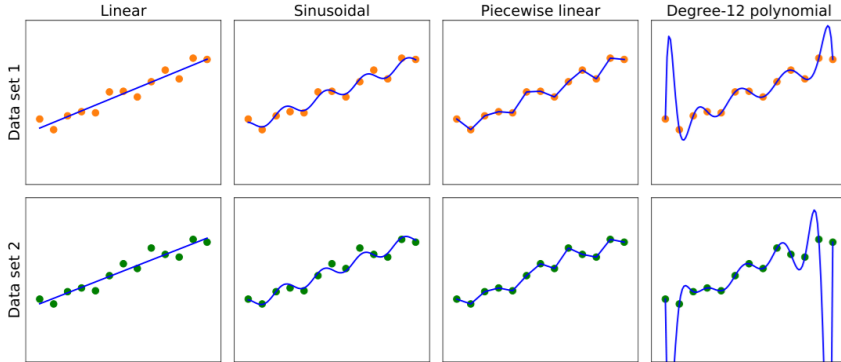 Linear
Sinusoidal
Piecewise linear
Degree-12 polynomial
Data set 1
Data set 2